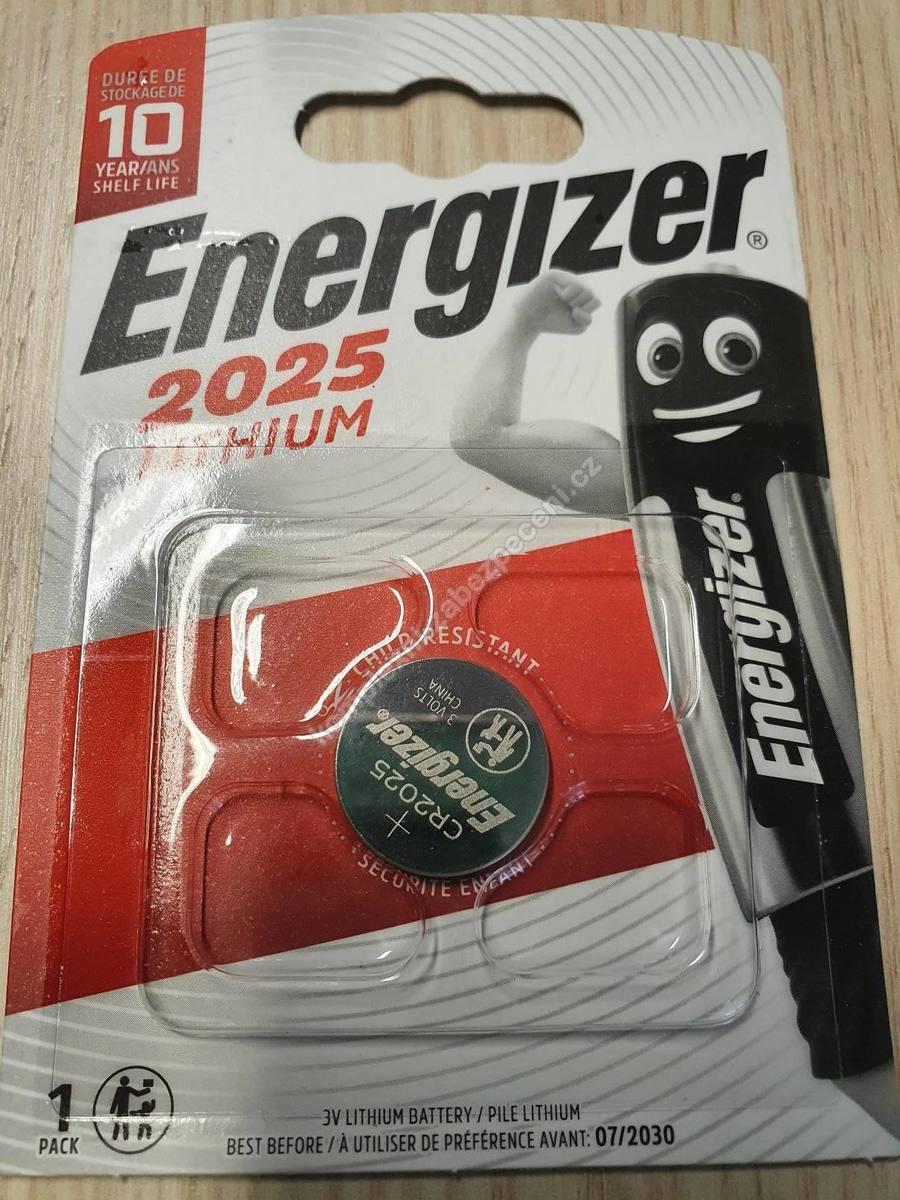 DURÉE DE
STOCKAGE DE
10
YEAR/ANS
SHELF LIFE
Energizer®
2025
LITHIUM
Energizer®
CHILD RESISTANT
3 VOLTS
CHINA
Energizer®
CR2025
+
SÉCURITÉ ENFANT
1
PACK
3V LITHIUM BATTERY / PILE LITHIUM
BEST BEFORE / À UTILISER DE PRÉFÉRENCE AVANT: 07/2030